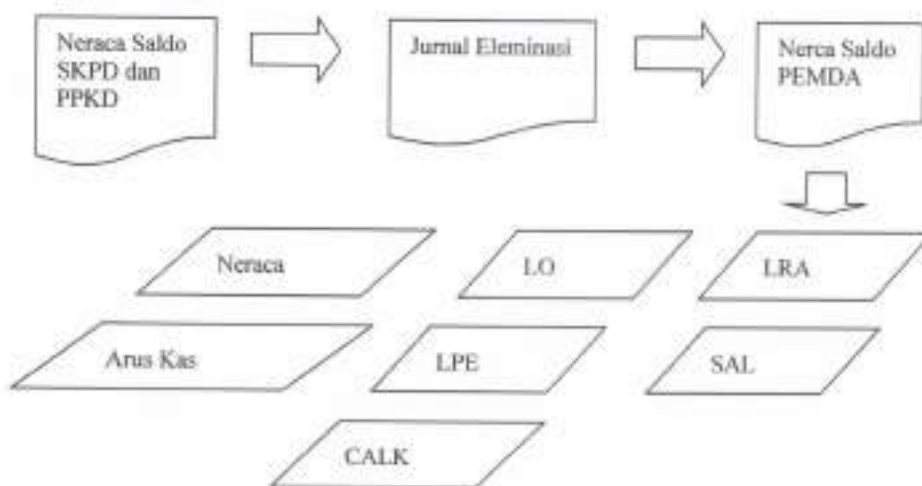 Neraca Saldo
SKPD dan
PPKD
Jurnal Eleminasi
Nerca Saldo
PEMDA
Neraca
LO
LRA
Arus Kas
LPE
SAL
CALK